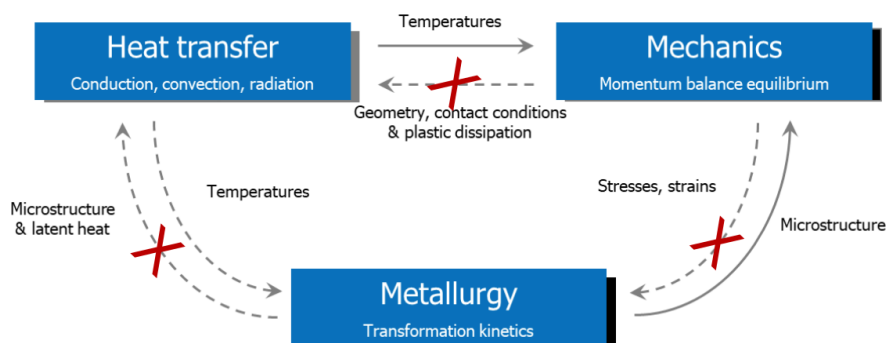 Temperatures
Heat transfer
Conduction, convection, radiation
Mechanics
Momentum balance equilibrium
Geometry, contact conditions
& plastic dissipation
Temperatures
Stresses, strains
Microstructure
& latent heat
Microstructure
Metallurgy
Transformation kinetics